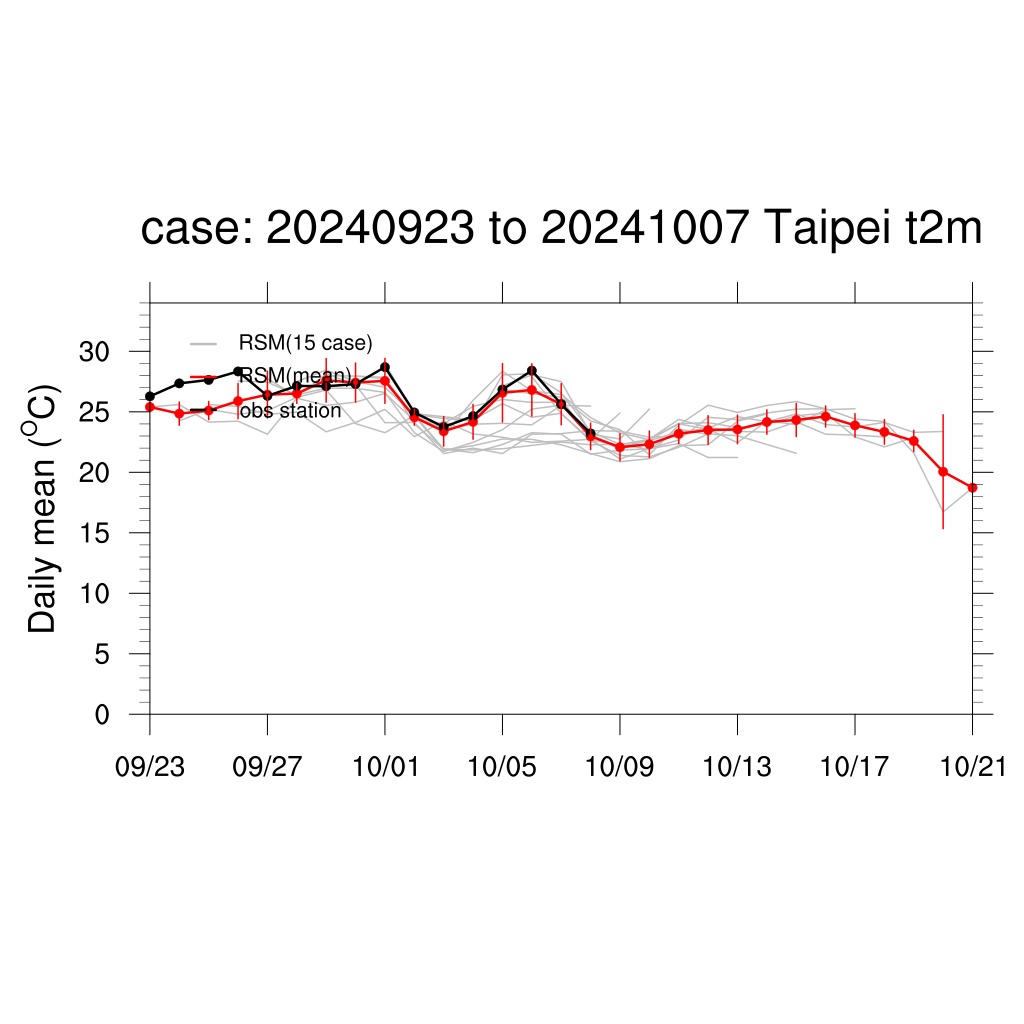 case: 20240923 to 20241007 Taipei t2m
RSM(15 case)
RSM(mean)
obs station
Daily mean (°C)
30
25
20
15
10
5
0
09/23 09/27 10/01 10/05 10/09 10/13 10/17 10/21